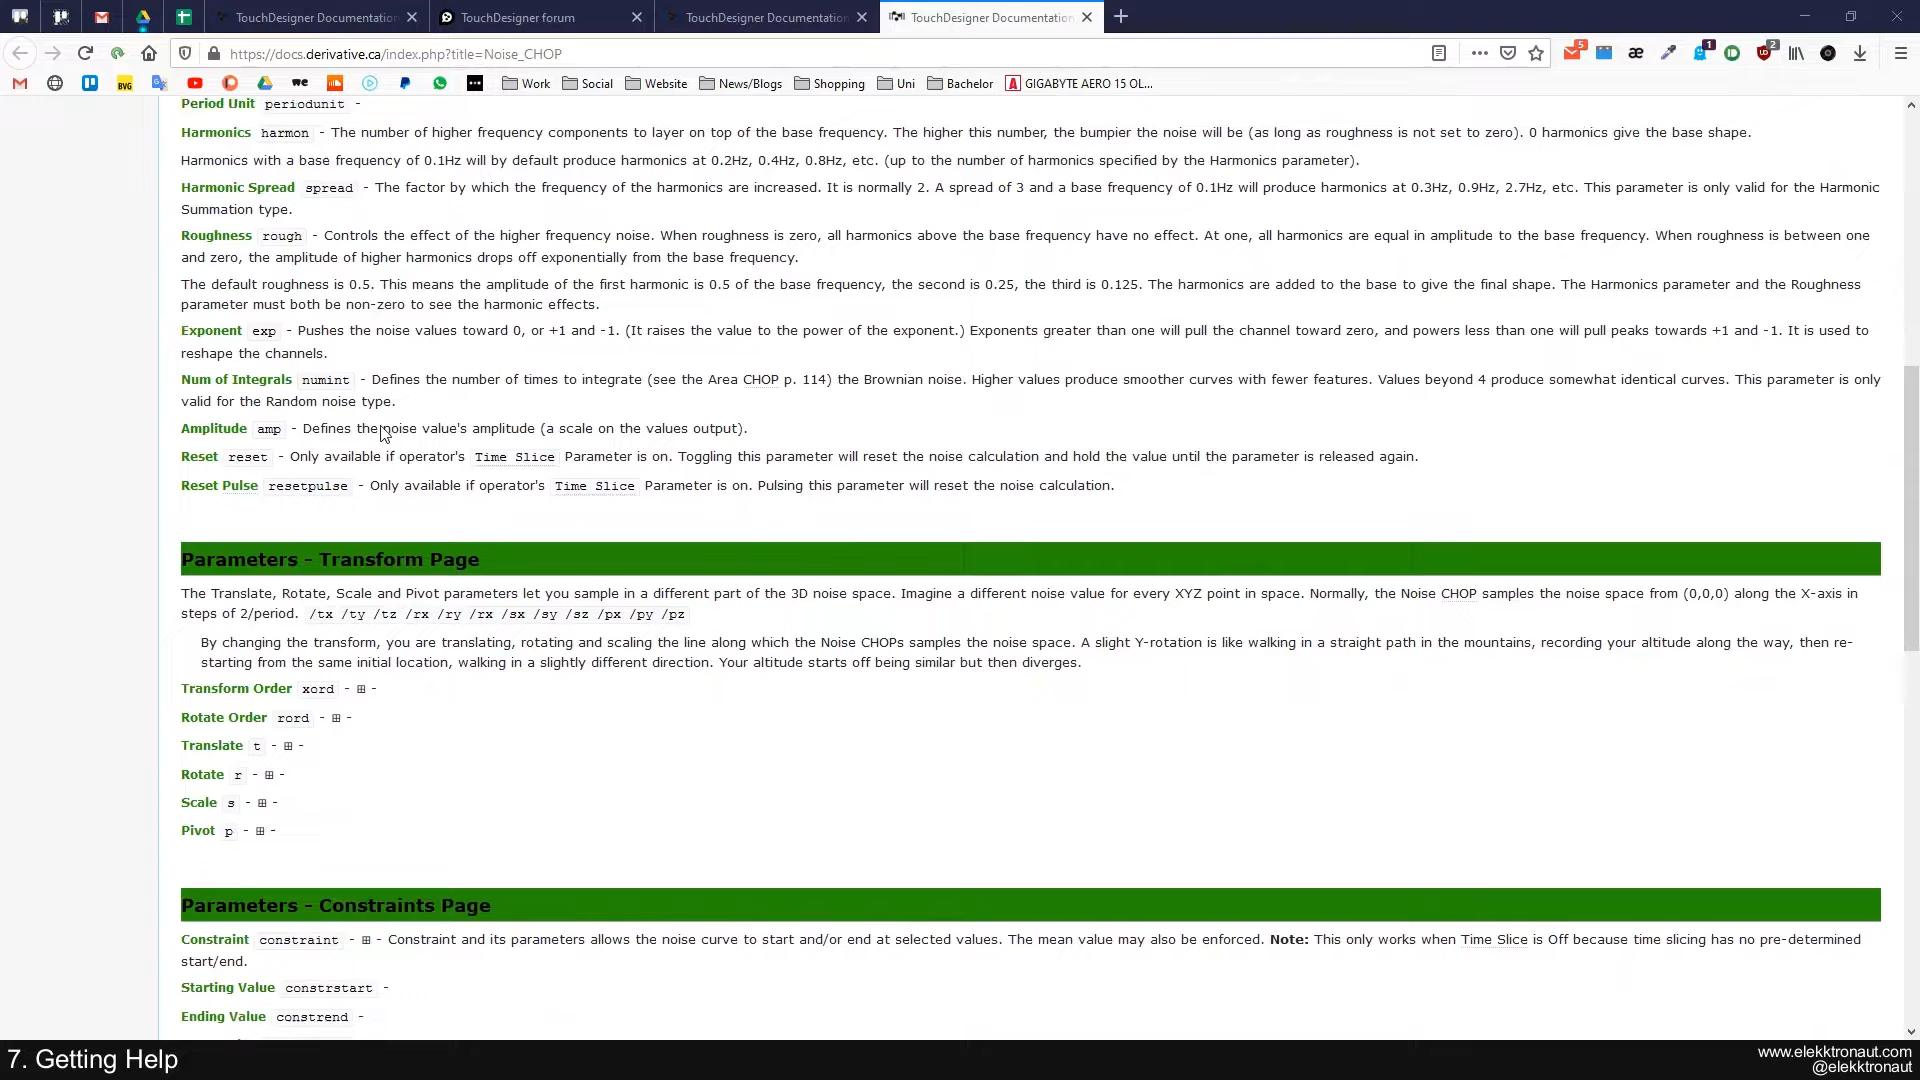 TouchDesigner Documentation
TouchDesigner forum
TouchDesigner Documentation
TouchDesigner Documentation
https://docs.derivative.ca/index.php?title=Noise_CHOP
5
æ
1
2
BVG
we
Work
Social
Website
News/Blogs
Shopping
Uni
Bachelor
A GIGABYTE AERO 15 OL...
Period Unit periodunit -
Harmonics harmon - The number of higher frequency components to layer on top of the base frequency. The higher this number, the bumpier the noise will be (as long as roughness is not set to zero). 0 harmonics give the base shape.
Harmonics with a base frequency of 0.1Hz will by default produce harmonics at 0.2Hz, 0.4Hz, 0.8Hz, etc. (up to the number of harmonics specified by the Harmonics parameter).
Harmonic Spread spread - The factor by which the frequency of the harmonics are increased. It is normally 2. A spread of 3 and a base frequency of 0.1Hz will produce harmonics at 0.3Hz, 0.9Hz, 2.7Hz, etc. This parameter is only valid for the Harmonic
Summation type.
Roughness rough - Controls the effect of the higher frequency noise. When roughness is zero, all harmonics above the base frequency have no effect. At one, all harmonics are equal in amplitude to the base frequency. When roughness is between one
and zero, the amplitude of higher harmonics drops off exponentially from the base frequency.
The default roughness is 0.5. This means the amplitude of the first harmonic is 0.5 of the base frequency, the second is 0.25, the third is 0.125. The harmonics are added to the base to give the final shape. The Harmonics parameter and the Roughness
parameter must both be non-zero to see the harmonic effects.
Exponent exp - Pushes the noise values toward 0, or +1 and -1. (It raises the value to the power of the exponent.) Exponents greater than one will pull the channel toward zero, and powers less than one will pull peaks towards +1 and -1. It is used to
reshape the channels.
Num of Integrals numint - Defines the number of times to integrate (see the Area CHOP p. 114) the Brownian noise. Higher values produce smoother curves with fewer features. Values beyond 4 produce somewhat identical curves. This parameter is only
valid for the Random noise type.
Amplitude amp - Defines the noise value's amplitude (a scale on the values output).
Reset reset - Only available if operator's Time Slice Parameter is on. Toggling this parameter will reset the noise calculation and hold the value until the parameter is released again.
Reset Pulse resetpulse - Only available if operator's Time Slice Parameter is on. Pulsing this parameter will reset the noise calculation.
Parameters - Transform Page
The Translate, Rotate, Scale and Pivot parameters let you sample in a different part of the 3D noise space. Imagine a different noise value for every XYZ point in space. Normally, the Noise CHOP samples the noise space from (0,0,0) along the X-axis in
steps of 2/period. /tx /ty /tz /rx /ry /rx /sx /sy /sz /px /py /pz
By changing the transform, you are translating, rotating and scaling the line along which the Noise CHOPs samples the noise space. A slight Y-rotation is like walking in a straight path in the mountains, recording your altitude along the way, then re-
starting from the same initial location, walking in a slightly different direction. Your altitude starts off being similar but then diverges.
Transform Order xord - ⊞ -
Rotate Order rord - ⊞ -
Translate t - ⊞ -
Rotate r - ⊞ -
Scale s - ⊞ -
Pivot p - ⊞ -
Parameters - Constraints Page
Constraint constraint - ⊞ - Constraint and its parameters allows the noise curve to start and/or end at selected values. The mean value may also be enforced. Note: This only works when Time Slice is Off because time slicing has no pre-determined
start/end.
Starting Value constrstart -
Ending Value constrend -
7. Getting Help
www.elekktronaut.com
@elekktronaut